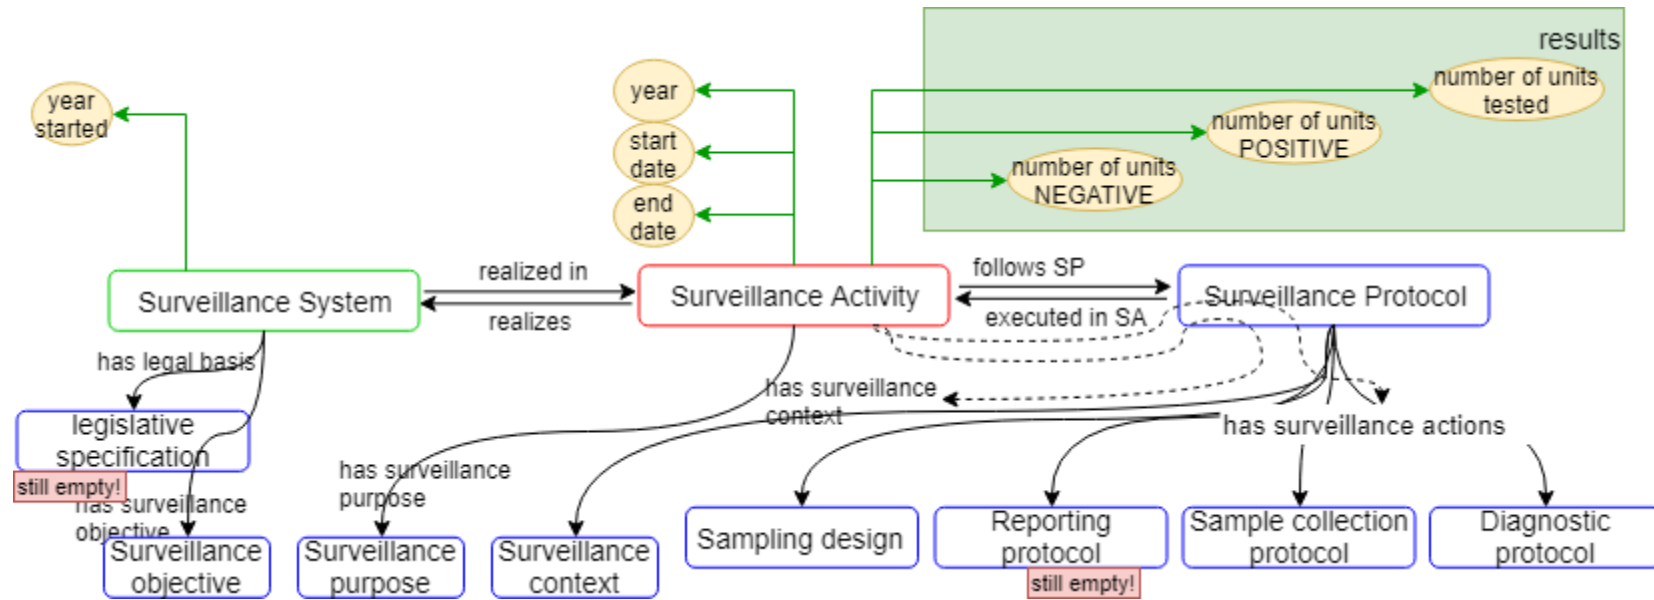 results
year
started
year
start
date
end
date
number of units
tested
number of units
POSITIVE
number of units
NEGATIVE
Surveillance System
realized in
realizes
Surveillance Activity
follows SP
executed in SA
Surveillance Protocol
has legal basis
legislative
specification
still empty!
has surveillance
objective
has surveillance
purpose
has surveillance
context
has surveillance actions
Surveillance
objective
Surveillance
purpose
Surveillance
context
Sampling design
Reporting
protocol
still empty!
Sample collection
protocol
Diagnostic
protocol